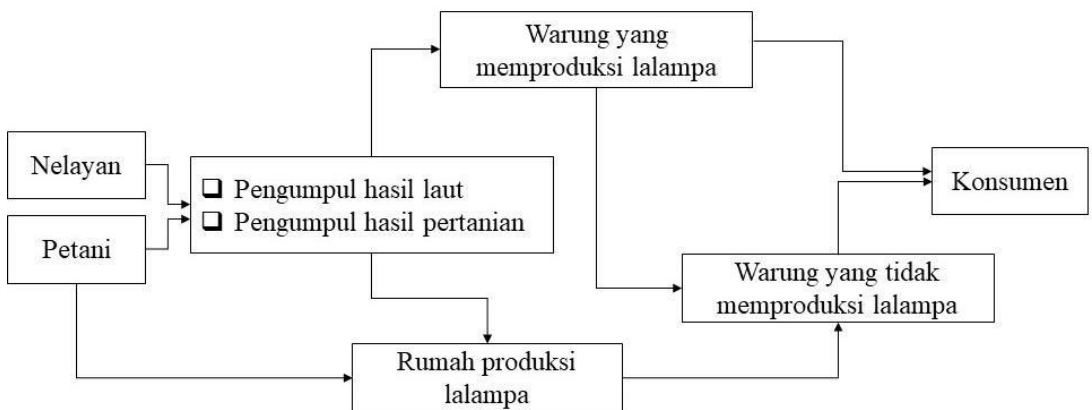 Warung yang
memproduksi lalampa
Nelayan
❑ Pengumpul hasil laut
❑ Pengumpul hasil pertanian
Petani
Konsumen
Warung yang tidak
memproduksi lalampa
Rumah produksi
lalampa